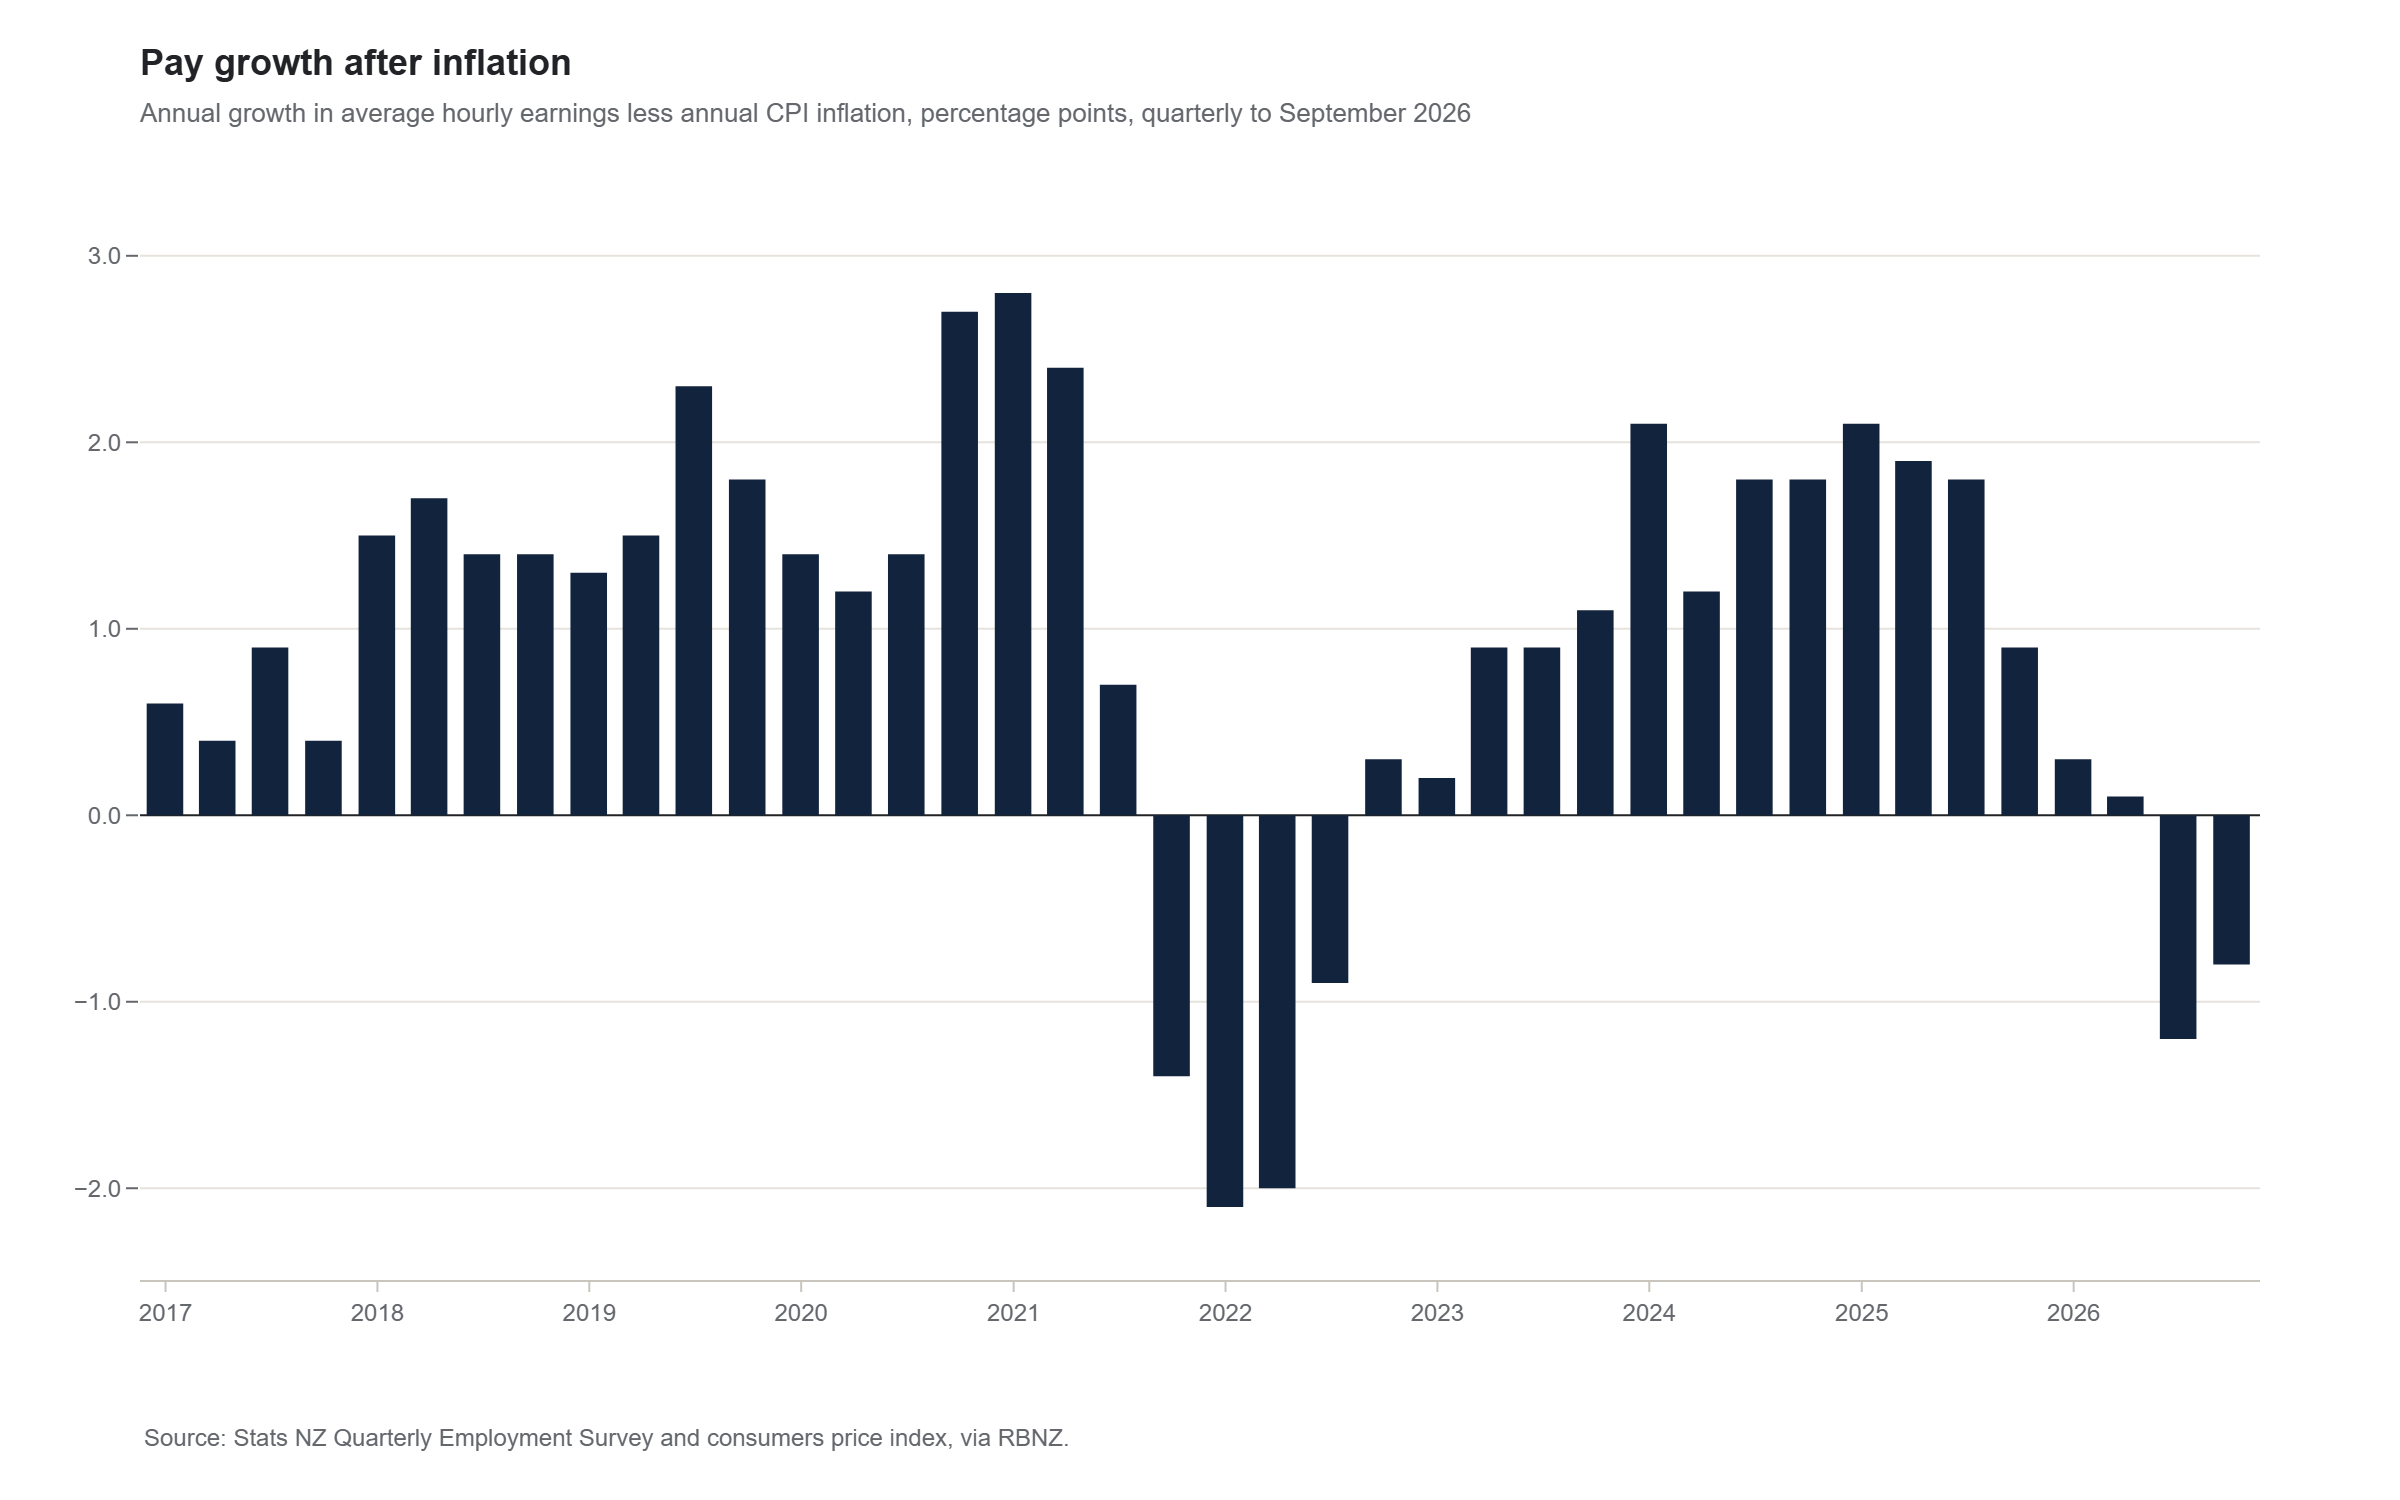 Pay growth after inflation
Annual growth in average hourly earnings less annual CPI inflation, percentage points, quarterly to September 2026
3.0
2.0
1.0
0.0
−1.0
−2.0
2017 2018 2019 2020 2021 2022 2023 2024 2025 2026
Source: Stats NZ Quarterly Employment Survey and consumers price index, via RBNZ.